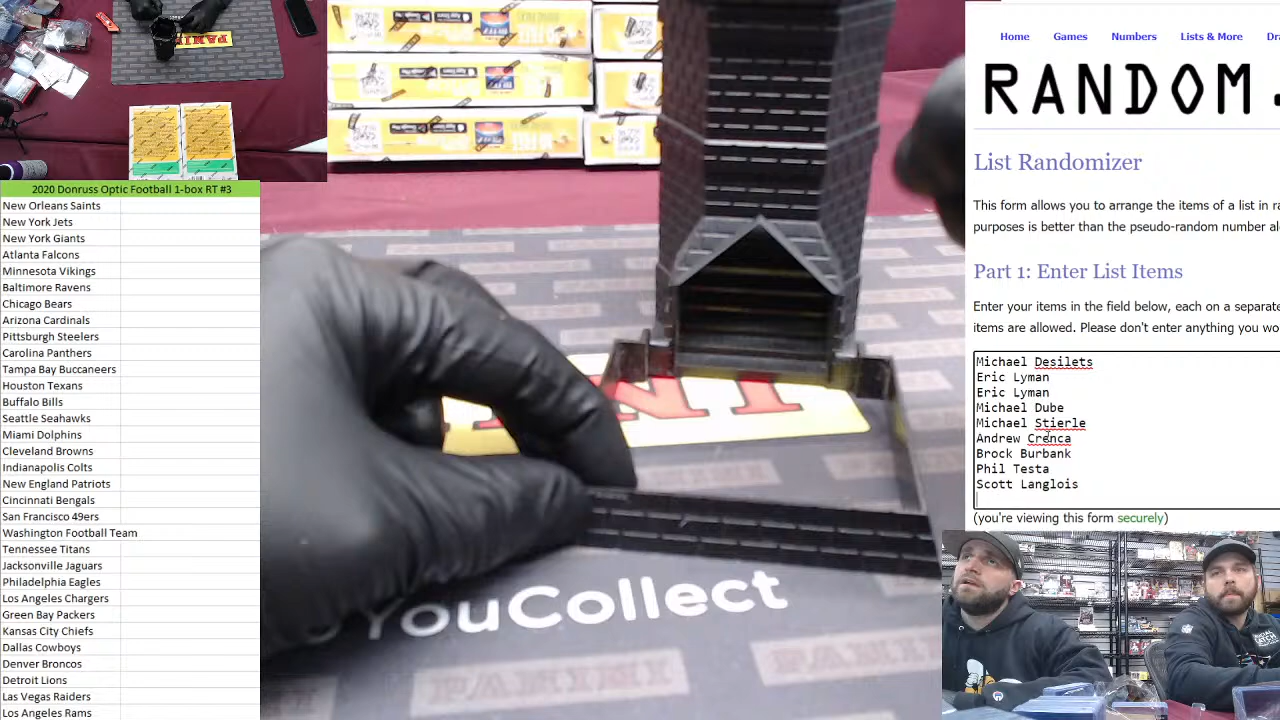 2020 Donruss Optic Football 1-box RT #3
New Orleans Saints
New York Jets
New York Giants
Atlanta Falcons
Minnesota Vikings
Baltimore Ravens
Chicago Bears
Arizona Cardinals
Pittsburgh Steelers
Carolina Panthers
Tampa Bay Buccaneers
Houston Texans
Buffalo Bills
Seattle Seahawks
Miami Dolphins
Cleveland Browns
Indianapolis Colts
New England Patriots
Cincinnati Bengals
San Francisco 49ers
Washington Football Team
Tennessee Titans
Jacksonville Jaguars
Philadelphia Eagles
Los Angeles Chargers
Green Bay Packers
Kansas City Chiefs
Dallas Cowboys
Denver Broncos
Detroit Lions
Las Vegas Raiders
Los Angeles Rams
PANINI
YouCollect
Home Games Numbers Lists & More Dr
RANDOM.
List Randomizer
This form allows you to arrange the items of a list in ra
purposes is better than the pseudo-random number al
Part 1: Enter List Items
Enter your items in the field below, each on a separat
items are allowed. Please don't enter anything you wo
Michael Desilets
Eric Lyman
Eric Lyman
Michael Dube
Michael Stierle
Andrew Crenca
Brock Burbank
Phil Testa
Scott Langlois
(you're viewing this form securely)